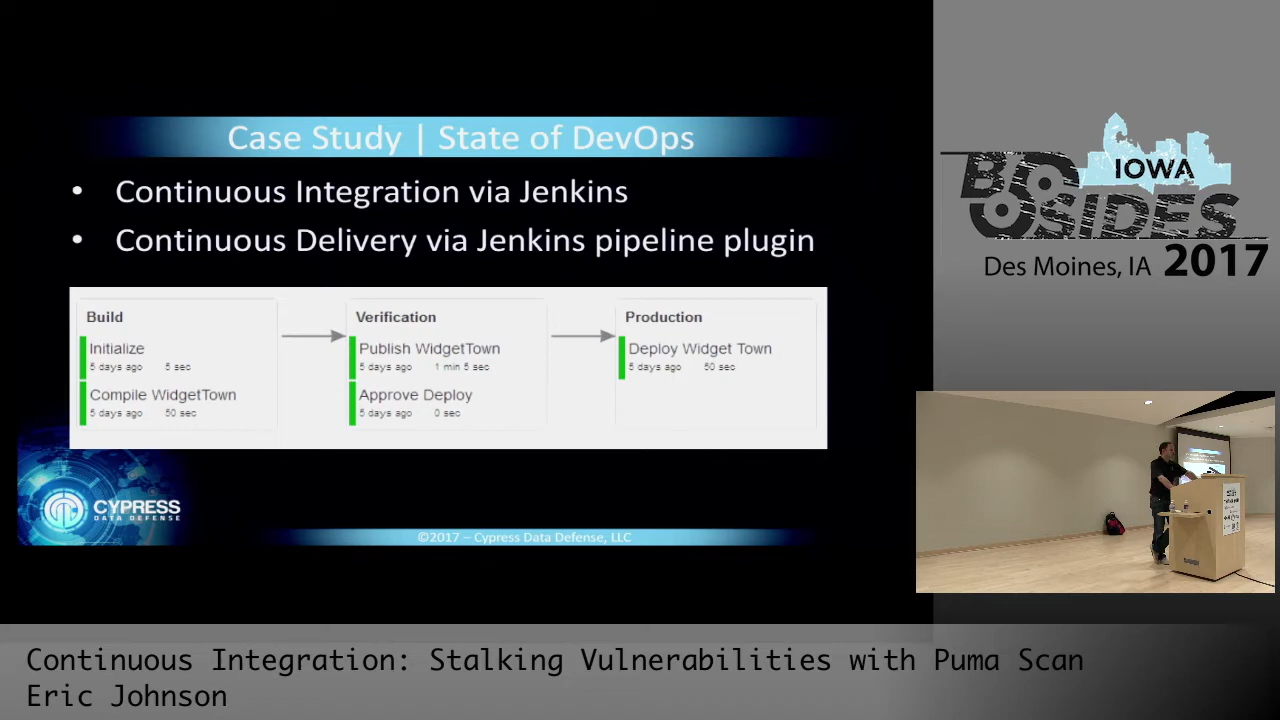 Case Study | State of DevOps
• Continuous Integration via Jenkins
• Continuous Delivery via Jenkins pipeline plugin
Build
Initialize
5 days ago 5 sec
Compile WidgetTown
5 days ago 50 sec
Verification
Publish WidgetTown
5 days ago 1 min 5 sec
Approve Deploy
5 days ago 0 sec
Production
Deploy Widget Town
5 days ago 50 sec
CYPRESS
DATA DEFENSE
©2017 – Cypress Data Defense, LLC
IOWA
BSIDES
Des Moines, IA 2017
Continuous Integration: Stalking Vulnerabilities with Puma Scan
Eric Johnson